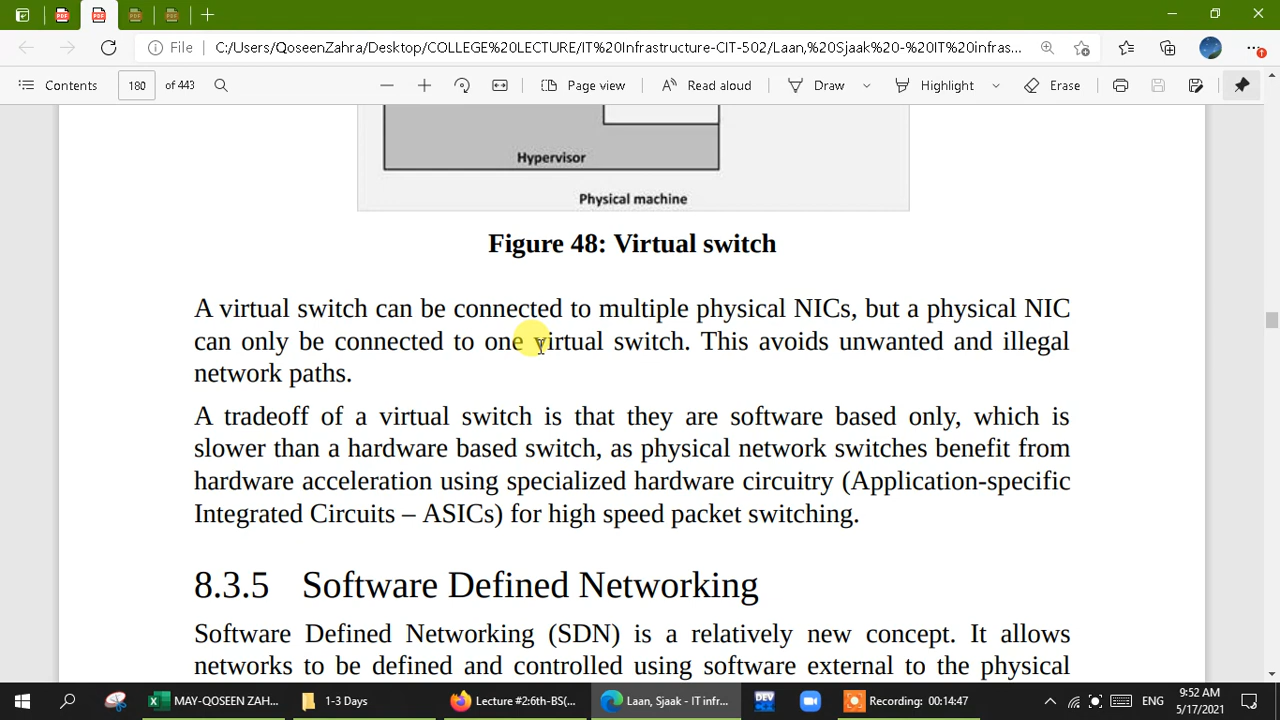 File
C:/Users/QoseenZahra/Desktop/COLLEGE%20LECTURE/IT%20Infrastructure-CIT-502/Laan,%20Sjaak%20-%20IT%20infras...
Contents
180
of 443
Page view
Read aloud
Draw
Highlight
Erase
Hypervisor
Physical machine
Figure 48: Virtual switch
A virtual switch can be connected to multiple physical NICs, but a physical NIC
can only be connected to one virtual switch. This avoids unwanted and illegal
network paths.
A tradeoff of a virtual switch is that they are software based only, which is
slower than a hardware based switch, as physical network switches benefit from
hardware acceleration using specialized hardware circuitry (Application-specific
Integrated Circuits – ASICs) for high speed packet switching.
8.3.5 Software Defined Networking
Software Defined Networking (SDN) is a relatively new concept. It allows
networks to be defined and controlled using software external to the physical
MAY-QOSEEN ZAH...
1-3 Days
Lecture #2:6th-BS(...
Laan, Sjaak - IT infr...
DEV
Recording: 00:14:47
ENG
9:52 AM
5/17/2021